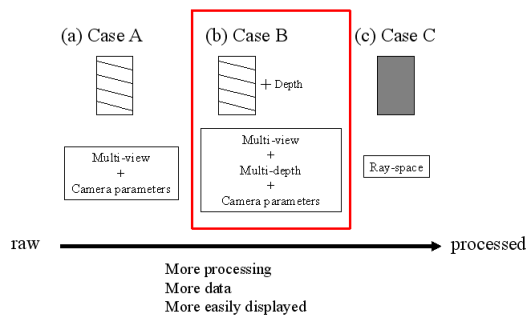 (a) Case A
(b) Case B
(c) Case C
+ Depth
Multi-view
+
Camera parameters
Multi-view
+
Multi-depth
+
Camera parameters
Ray-space
raw
processed
More processing
More data
More easily displayed